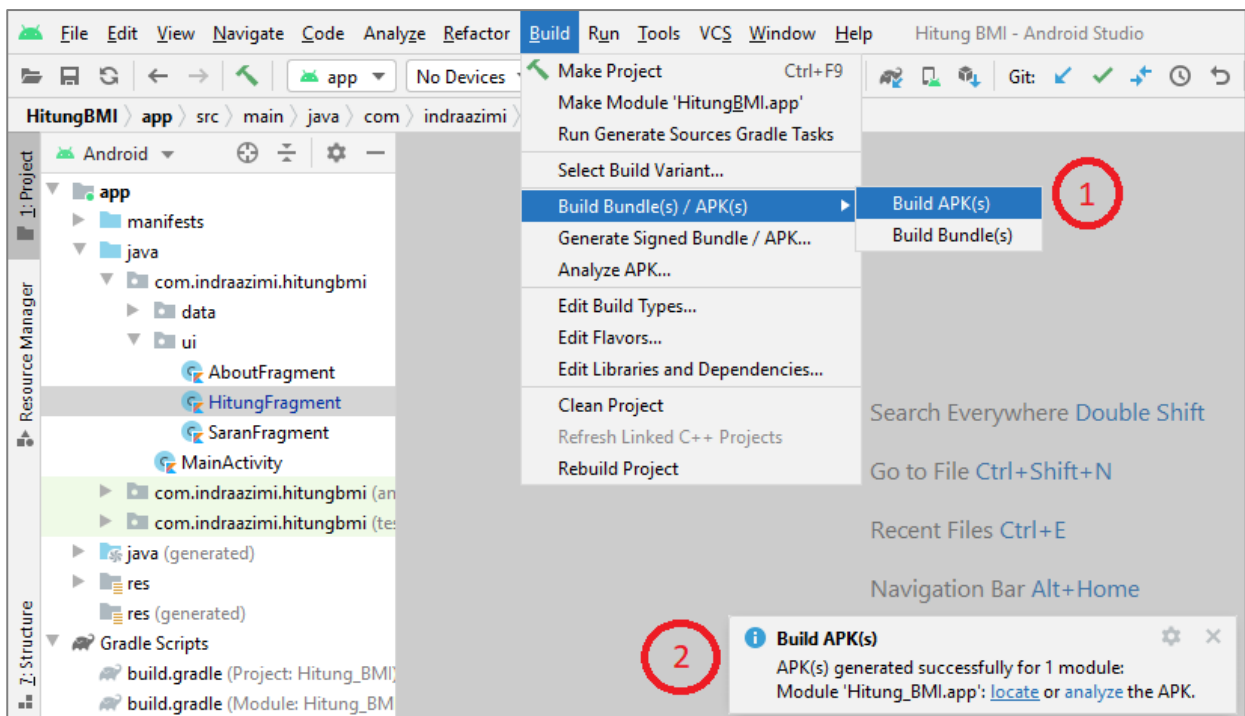 File Edit View Navigate Code Analyze Refactor Build Run Tools VCS Window Help Hitung BMI - Android Studio
app No Devices Git:
HitungBMI app src main java com indraazimi
1: Project
Resource Manager
7: Structure
Android
app
manifests
java
com.indraazimi.hitungbmi
data
ui
AboutFragment
HitungFragment
SaranFragment
MainActivity
com.indraazimi.hitungbmi (an
com.indraazimi.hitungbmi (tes
java (generated)
res
res (generated)
Gradle Scripts
build.gradle (Project: Hitung_BMI)
build.gradle (Module: Hitung_BM
Make Project Ctrl+F9
Make Module 'HitungBMI.app'
Run Generate Sources Gradle Tasks
Select Build Variant...
Build Bundle(s) / APK(s)
Generate Signed Bundle / APK...
Analyze APK...
Edit Build Types...
Edit Flavors...
Edit Libraries and Dependencies...
Clean Project
Refresh Linked C++ Projects
Rebuild Project
Build APK(s)
Build Bundle(s)
1
Search Everywhere Double Shift
Go to File Ctrl+Shift+N
Recent Files Ctrl+E
Navigation Bar Alt+Home
2
Build APK(s)
APK(s) generated successfully for 1 module:
Module 'Hitung_BMI.app': locate or analyze the APK.